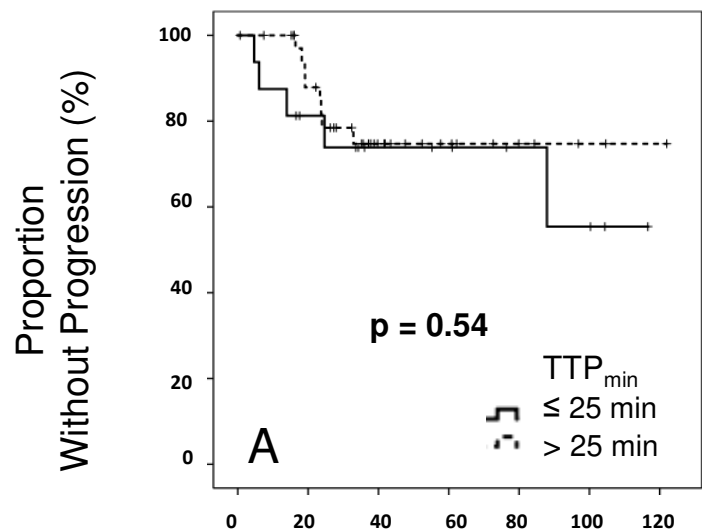 Proportion
Without Progression (%)
100
80
60
40
20
0
p = 0.54
TTPmin
≤ 25 min
> 25 min
A
0 20 40 60 80 100 120